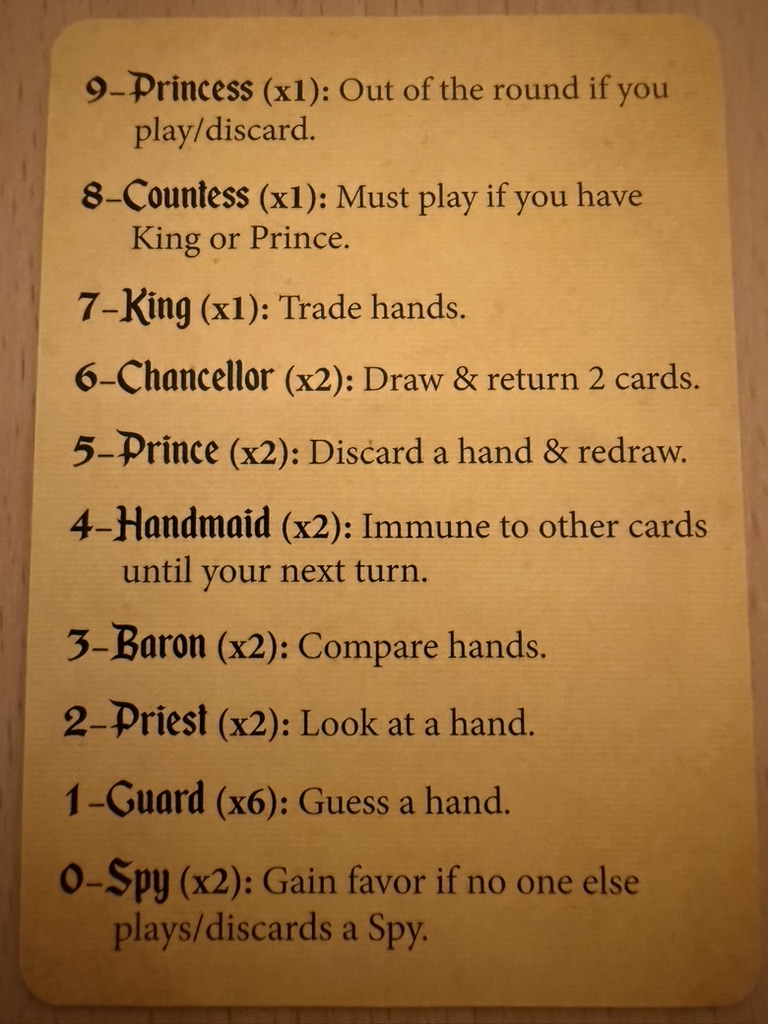 9–Princess (x1): Out of the round if you
play/discard.
8–Countess (x1): Must play if you have
King or Prince.
7–King (x1): Trade hands.
6–Chancellor (x2): Draw & return 2 cards.
5–Prince (x2): Discard a hand & redraw.
4–Handmaid (x2): Immune to other cards
until your next turn.
3–Baron (x2): Compare hands.
2–Priest (x2): Look at a hand.
1–Guard (x6): Guess a hand.
0–Spy (x2): Gain favor if no one else
plays/discards a Spy.